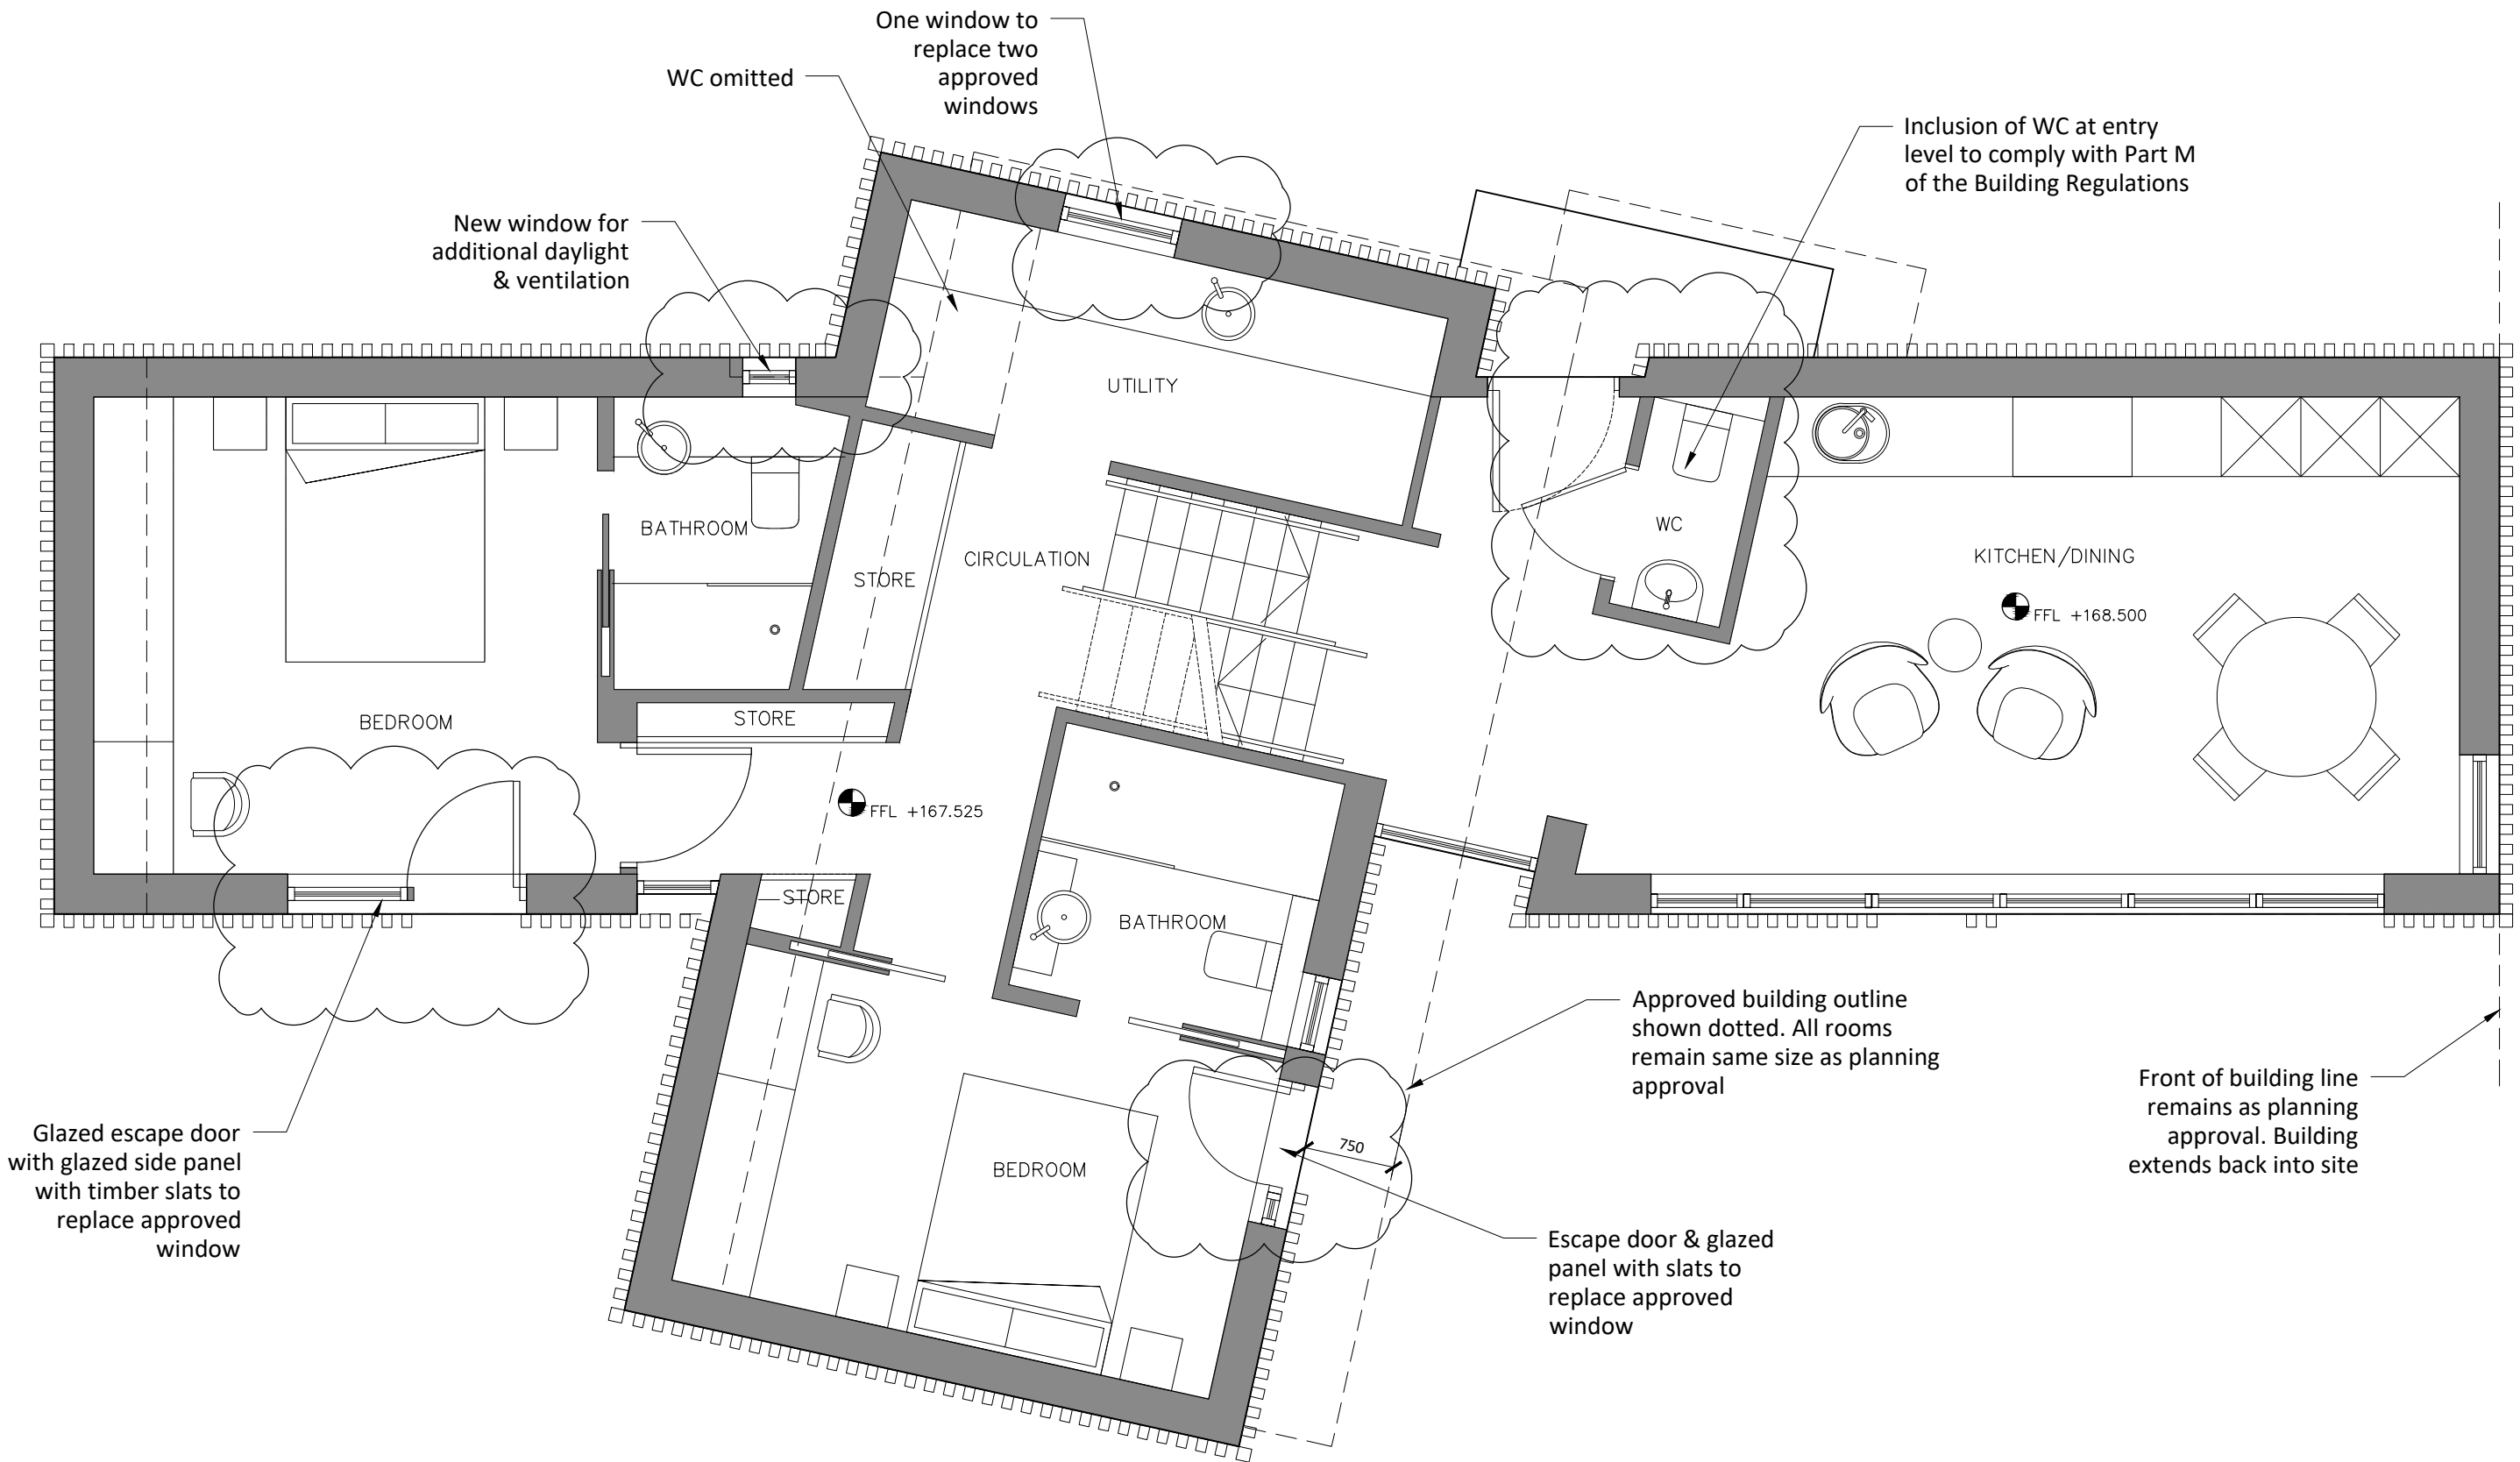 One window to
replace two
approved
windows
WC omitted
Inclusion of WC at entry
level to comply with Part M
of the Building Regulations
New window for
additional daylight
& ventilation
UTILITY
BATHROOM
WC
CIRCULATION
STORE
KITCHEN/DINING
FFL +168.500
STORE
BEDROOM
FFL +167.525
STORE
BATHROOM
Approved building outline
shown dotted. All rooms
remain same size as planning
approval
Front of building line
remains as planning
approval. Building
extends back into site
Glazed escape door
with glazed side panel
with timber slats to
replace approved
window
750
BEDROOM
Escape door & glazed
panel with slats to
replace approved
window